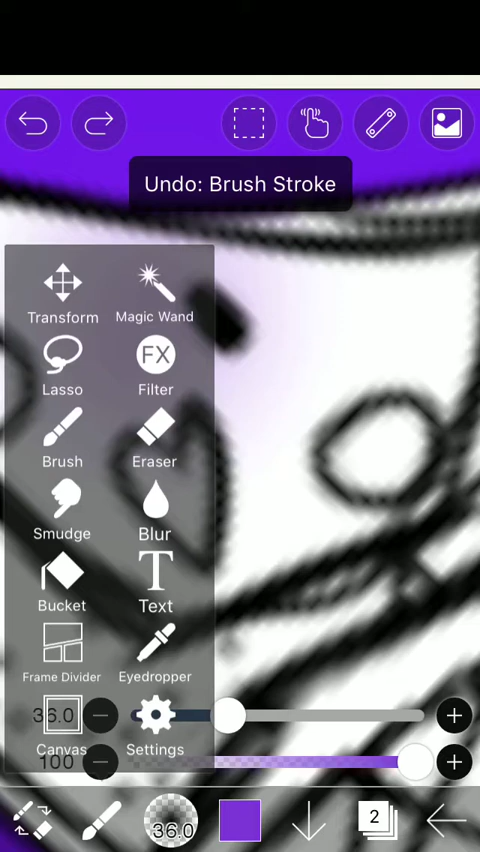 Undo: Brush Stroke
Transform
Magic Wand
FX
Lasso
Filter
Brush
Eraser
Smudge
Blur
T
Bucket
Text
Frame Divider
Eyedropper
36.0
Canvas
Settings
100
36.0
2